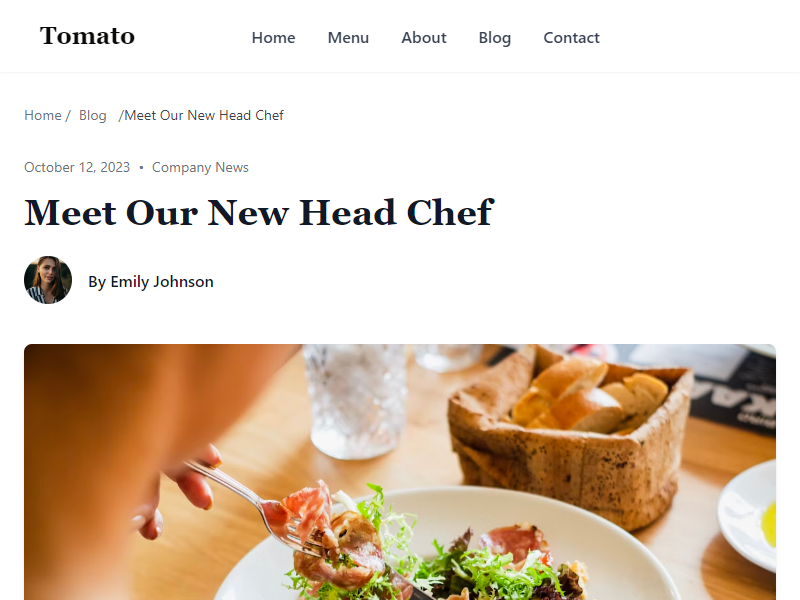 Tomato
Home Menu About Blog Contact
Home / Blog /Meet Our New Head Chef
October 12, 2023 • Company News
Meet Our New Head Chef
By Emily Johnson